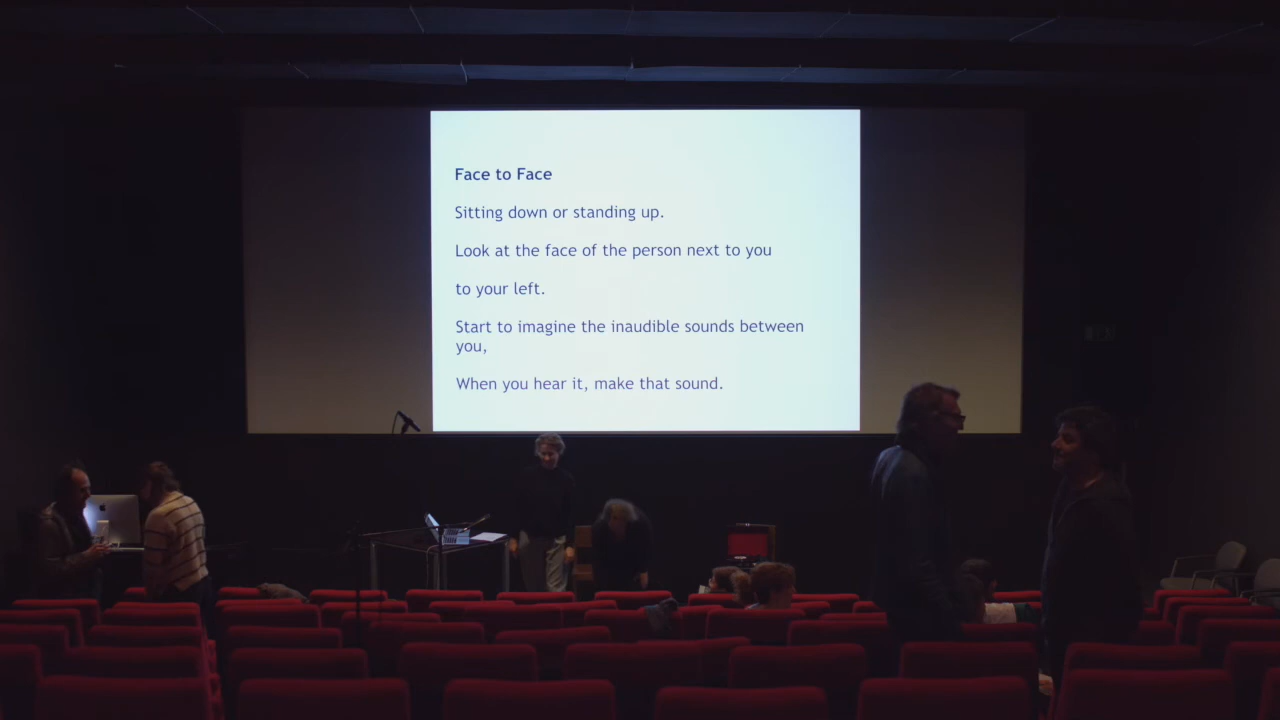 Face to Face
Sitting down or standing up.
Look at the face of the person next to you
to your left.
Start to imagine the inaudible sounds between
you,
When you hear it, make that sound.